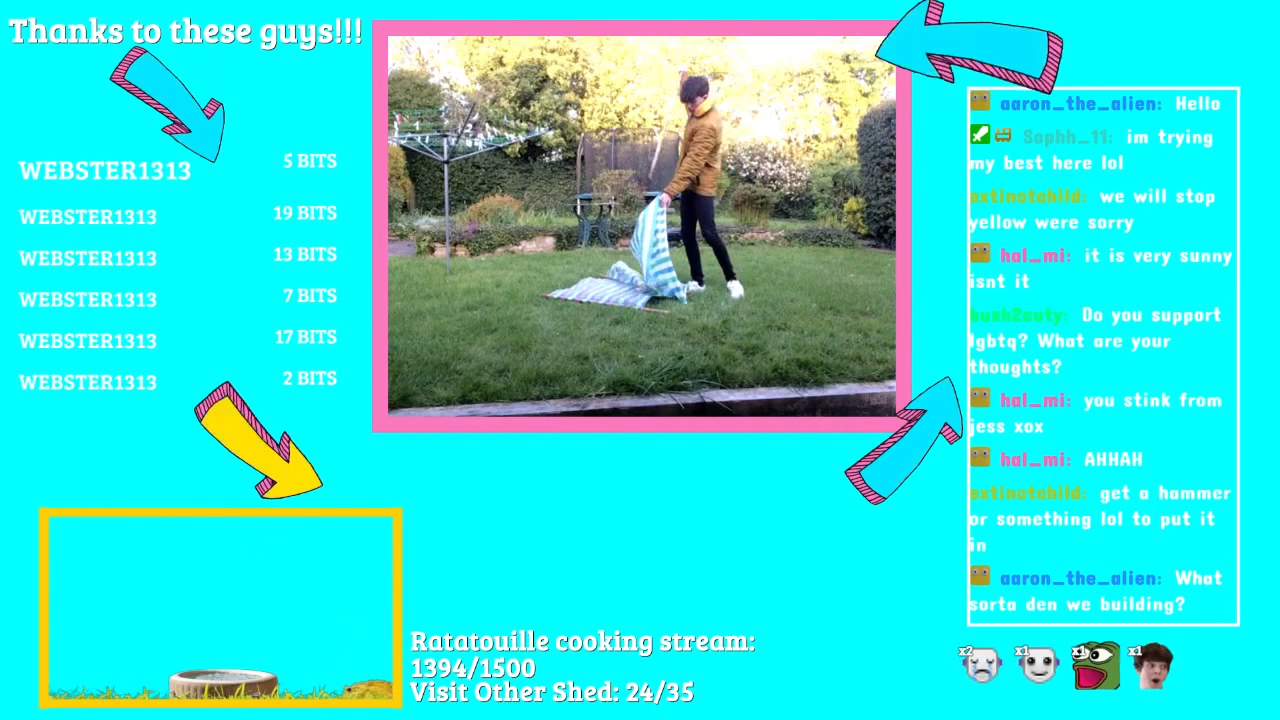 Thanks to these guys!!!
WEBSTER1313 5 BITS
WEBSTER1313 19 BITS
WEBSTER1313 13 BITS
WEBSTER1313 7 BITS
WEBSTER1313 17 BITS
WEBSTER1313 2 BITS
aaron_the_alien: Hello
Sophh_11: im trying
my best here lol
extinctchild: we will stop
yellow were sorry
hal_mi: it is very sunny
isnt it
Do you support
lgbtq? What are your
thoughts?
hal_mi: you stink from
jess xox
hal_mi: AHHAH
extinctchild: get a hammer
or something lol to put it
in
aaron_the_alien: What
sorta den we building?
Ratatouille cooking stream:
1394/1500
Visit Other Shed: 24/35
x2 x1 x1 x1